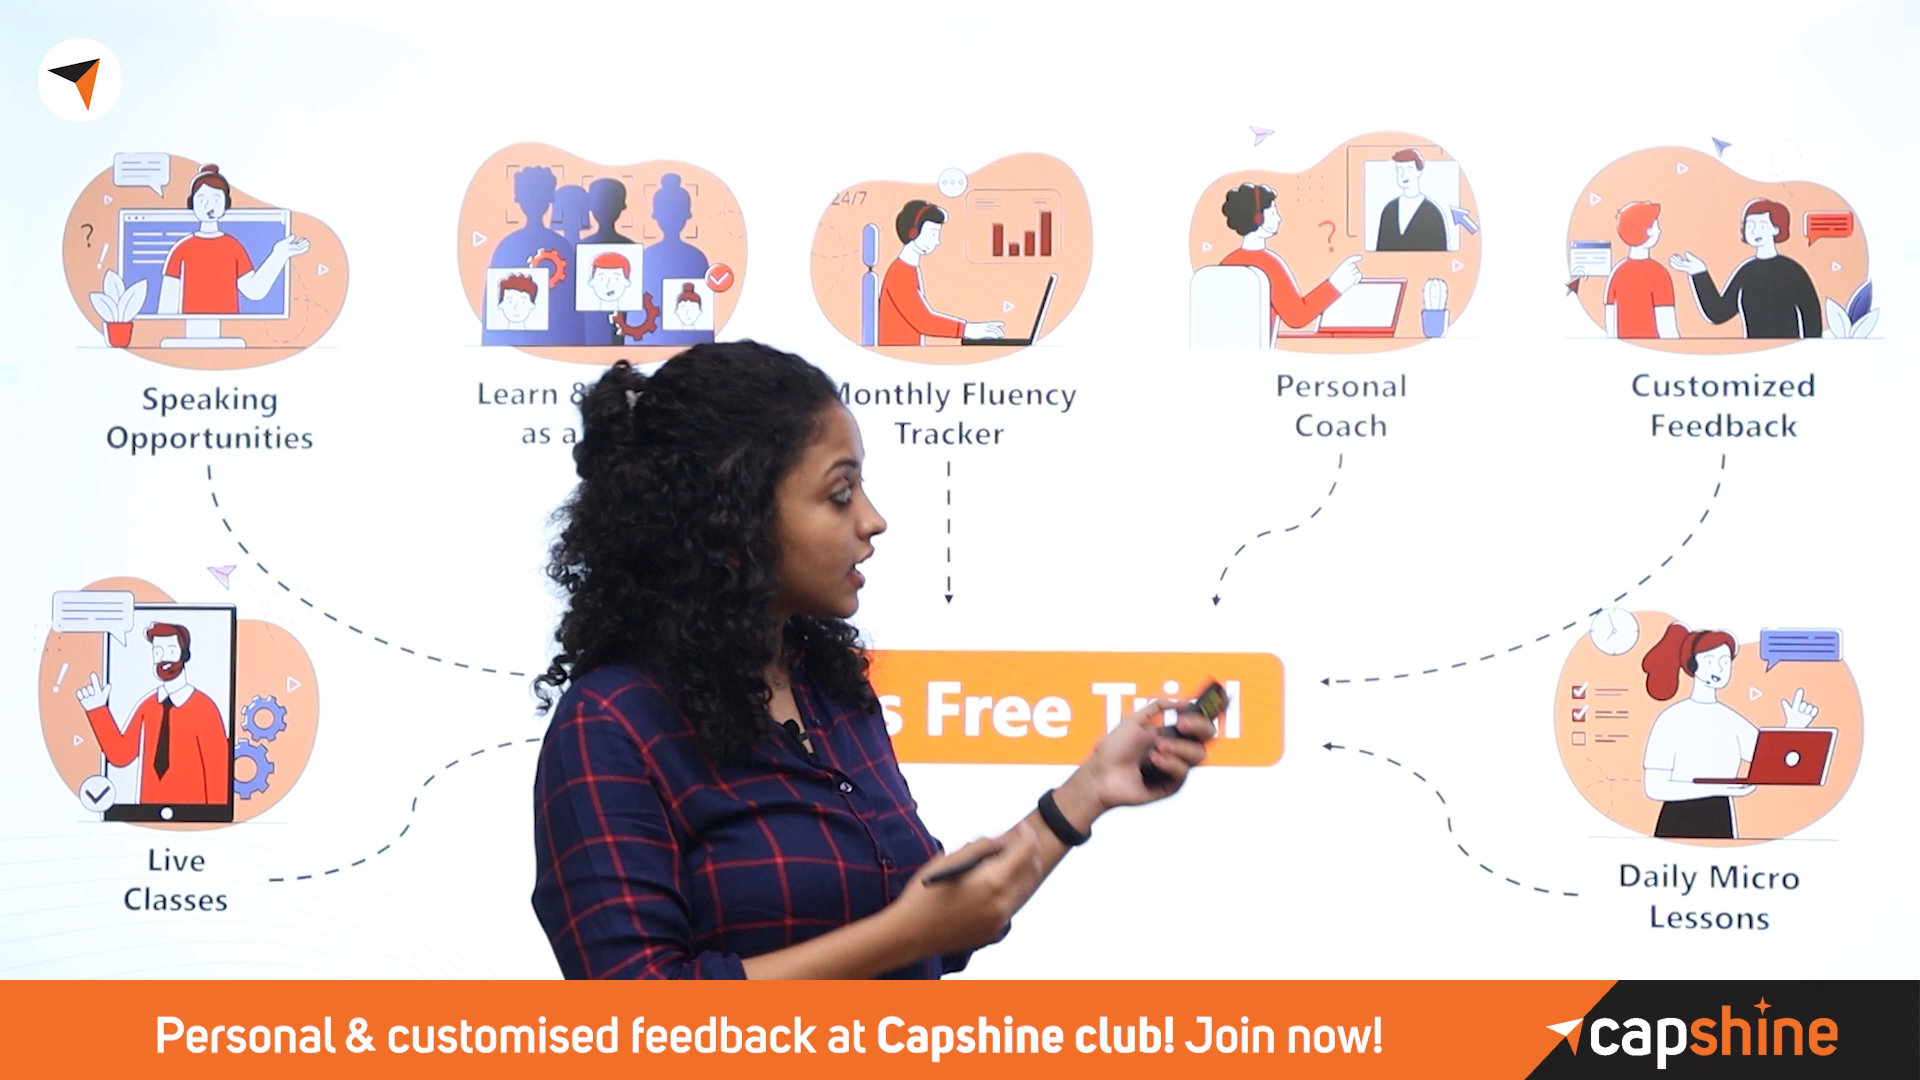 24/7
Speaking
Opportunities
Learn &
as a
Monthly Fluency
Tracker
Personal
Coach
Customized
Feedback
s Free Trial
Live
Classes
Daily Micro
Lessons
Personal & customised feedback at Capshine club! Join now!
capshine